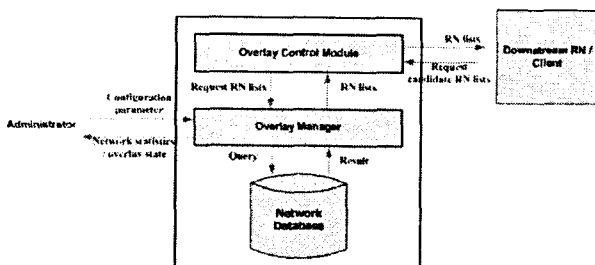 Overlay Control Module
RN lists
Request
candidate RN lists
Downstream RN /
Client
Request RN lists
RN lists
Configuration
parameter
Administrator
Network statistics
/ overlay state
Overlay Manager
Query
Result
Network
Database